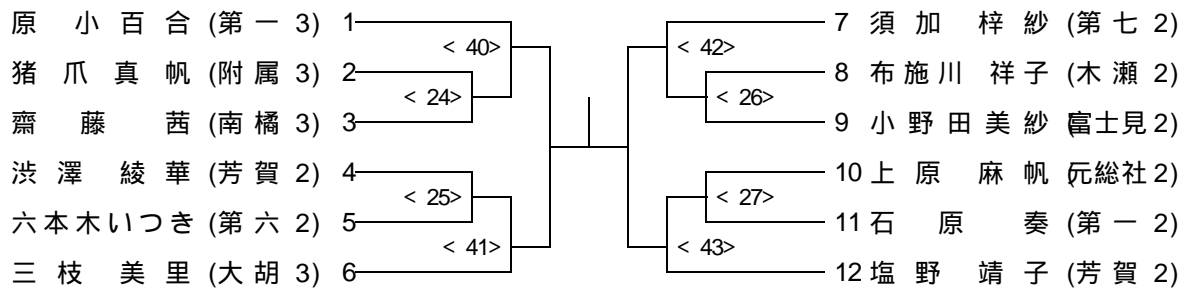 原 小百合 (第一 3) 1
< 40>
猪爪真帆 (附属 3) 2
< 24>
齋藤 茜 (南橘 3) 3
渋澤 綾華 (芳賀 2) 4
< 25>
六本木いつき (第六 2) 5
< 41>
三枝 美里 (大胡 3) 6
7 須加 梓紗 (第七 2)
< 42>
8 布施川 祥子 (木瀬 2)
< 26>
9 小野田美紗 (富士見 2)
10 上原 麻帆 (元総社 2)
< 27>
11 石原 奏 (第一 2)
< 43>
12 塩野 靖子 (芳賀 2)